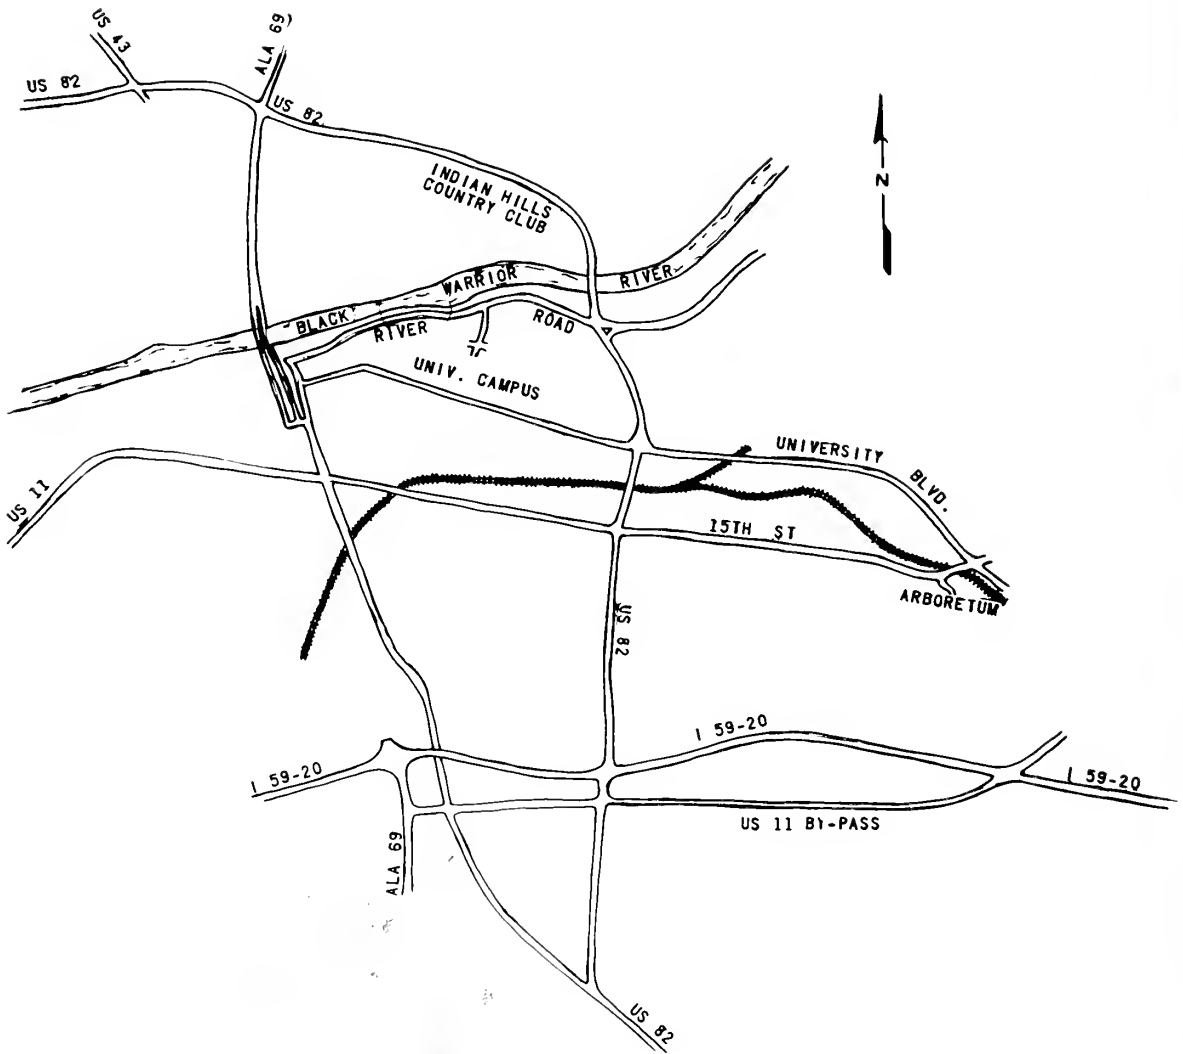 US 43
ALA 69
US 82
US 82
N
INDIAN HILLS
COUNTRY CLUB
BLACK WARRIOR RIVER
RIVER ROAD
UNIV. CAMPUS
UNIVERSITY BLVD.
US 11
15TH ST
ARBORETUM
US 82
I 59-20
I 59-20
I 59-20
US 11 BY-PASS
ALA 69
US 82